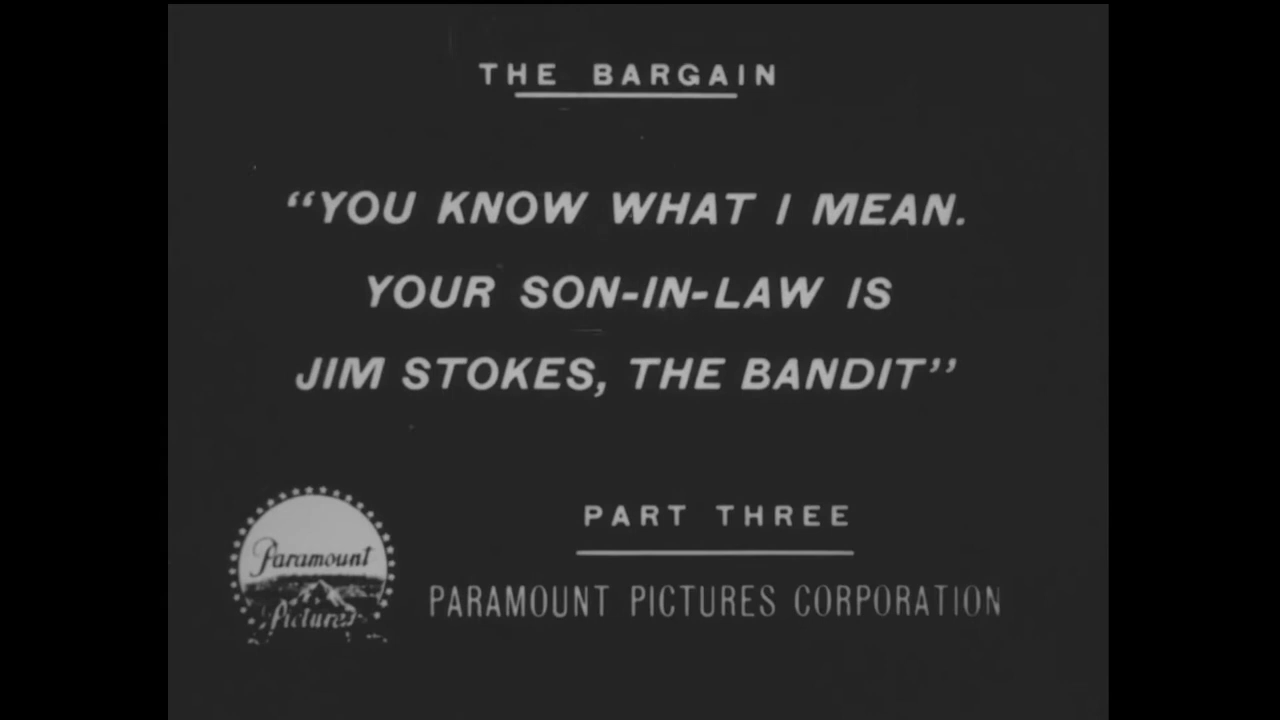 THE BARGAIN
"YOU KNOW WHAT I MEAN.
YOUR SON-IN-LAW IS
JIM STOKES, THE BANDIT"
PART THREE
Paramount
Pictures
PARAMOUNT PICTURES CORPORATION